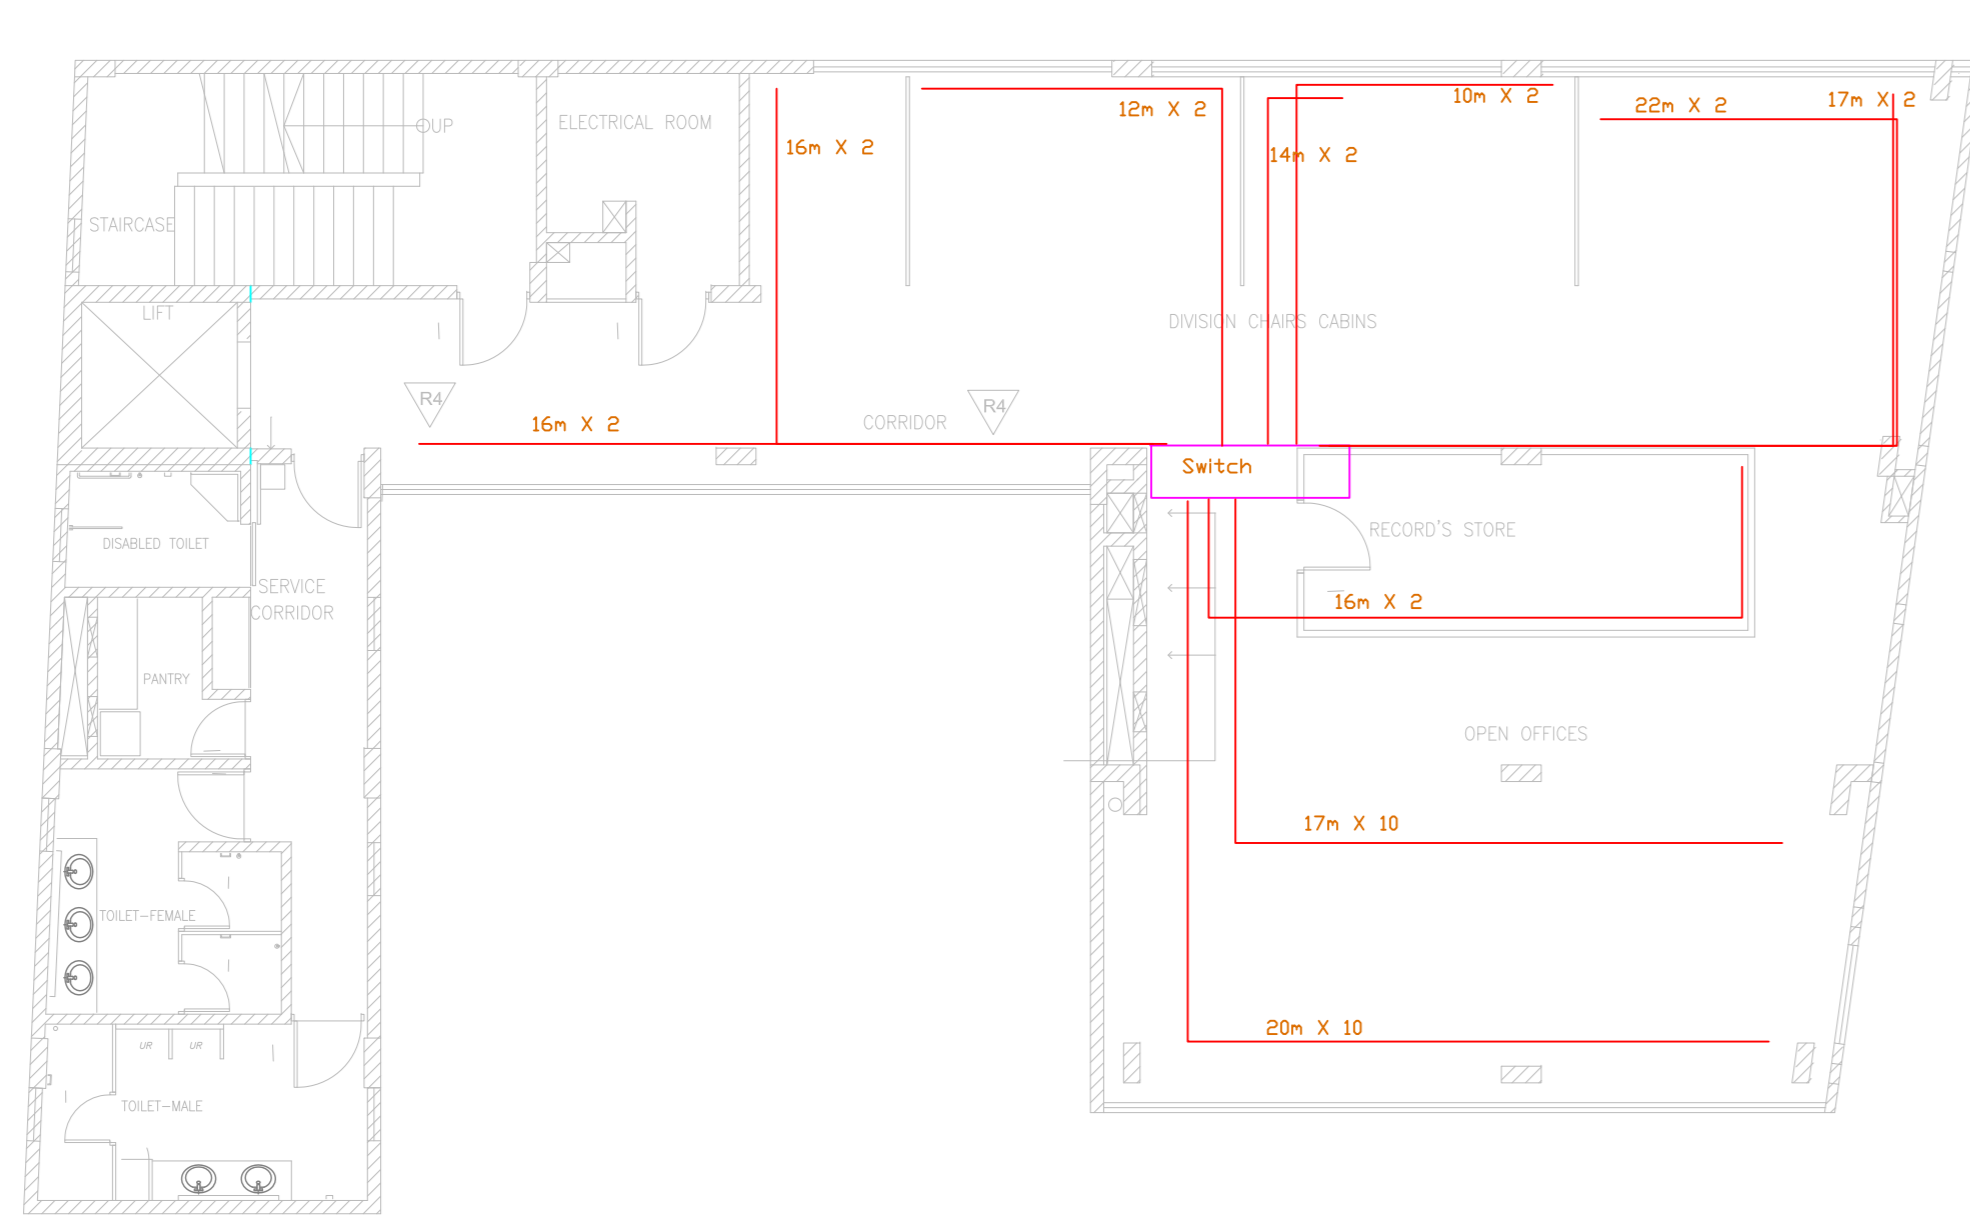 10m X 2
22m X 2
17m X 2
12m X 2
UP
ELECTRICAL ROOM
16m X 2
14m X 2
STAIRCASE
LIFT
DIVISION CHAIRS CABINS
R4
R4
16m X 2
CORRIDOR
Switch
RECORD'S STORE
DISABLED TOILET
SERVICE
CORRIDOR
16m X 2
PANTRY
OPEN OFFICES
17m X 10
TOILET-FEMALE
20m X 10
UR
UR
TOILET-MALE